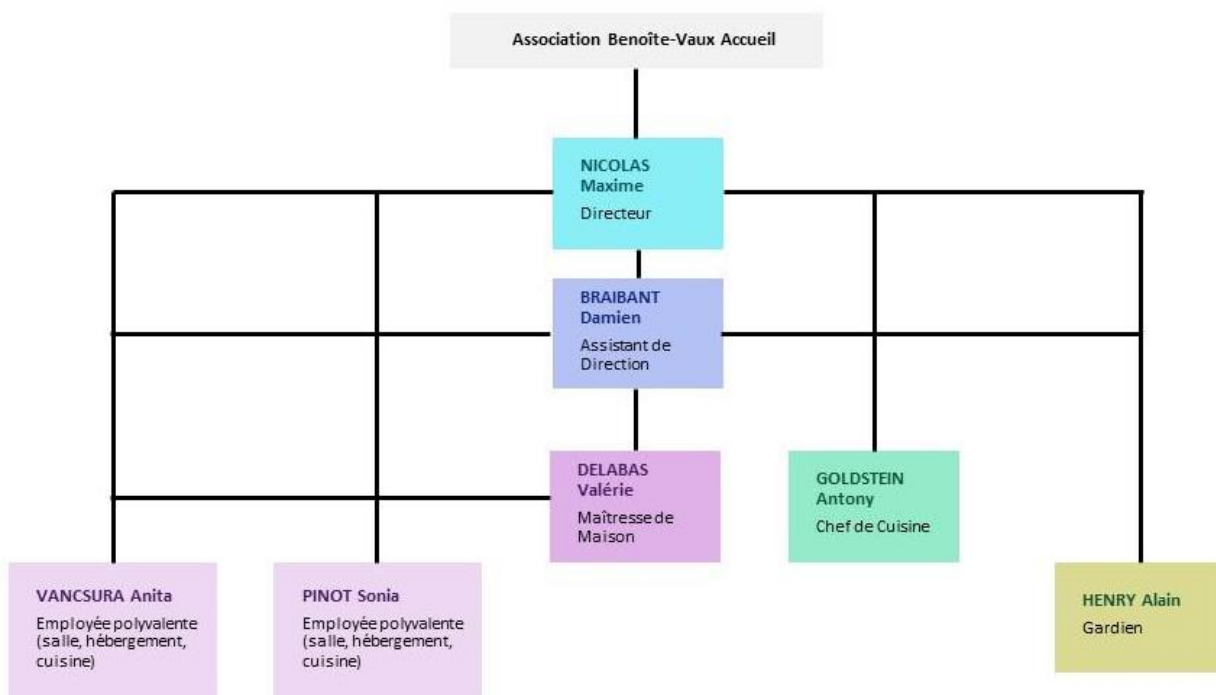 Association Benoîte-Vaux Accueil
NICOLAS
Maxime
Directeur
BRAIBANT
Damien
Assistant de
Direction
DELABAS
Valérie
Maîtresse de
Maison
GOLDSTEIN
Antony
Chef de Cuisine
VANCSURA Anita
Employée polyvalente
(salle, hébergement,
cuisine)
PINOT Sonia
Employée polyvalente
(salle, hébergement,
cuisine)
HENRY Alain
Gardien